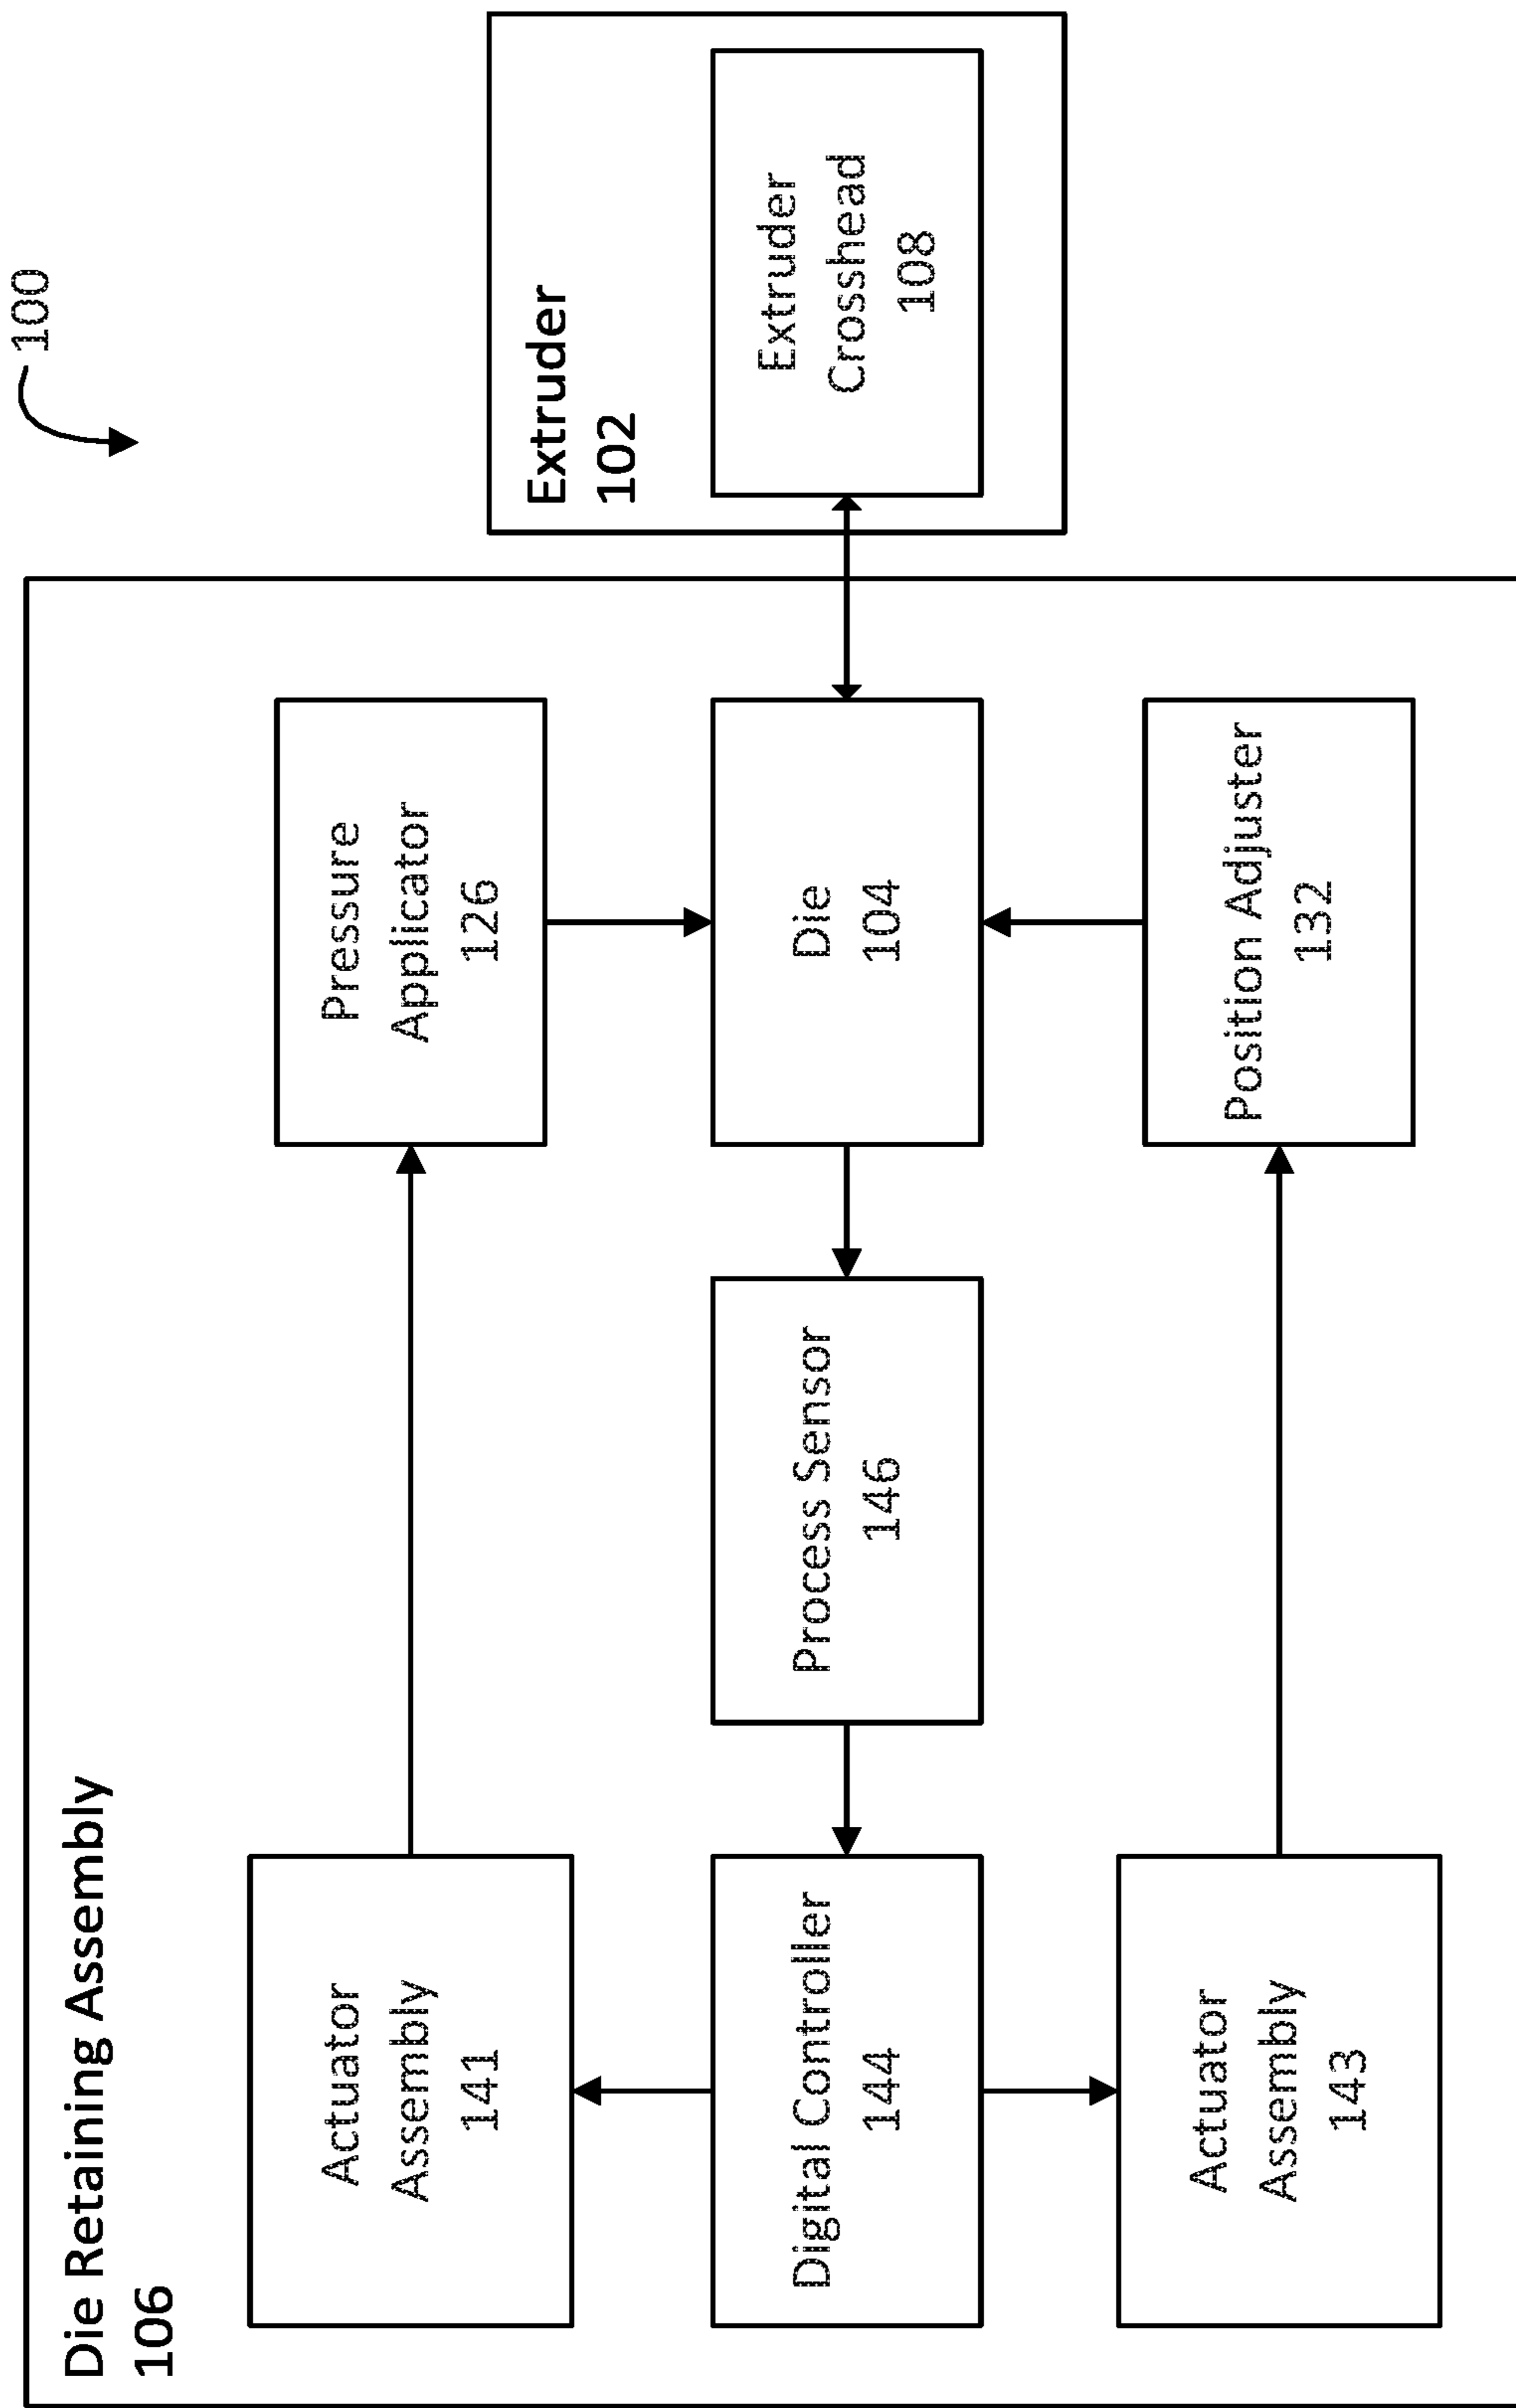 100
Die Retaining Assembly
106
Actuator
Assembly
141
Pressure
Applicator
126
Extruder
102
Digital Controller
144
Process Sensor
146
Die
104
Extruder
Crosshead
108
Actuator
Assembly
143
Position Adjuster
132